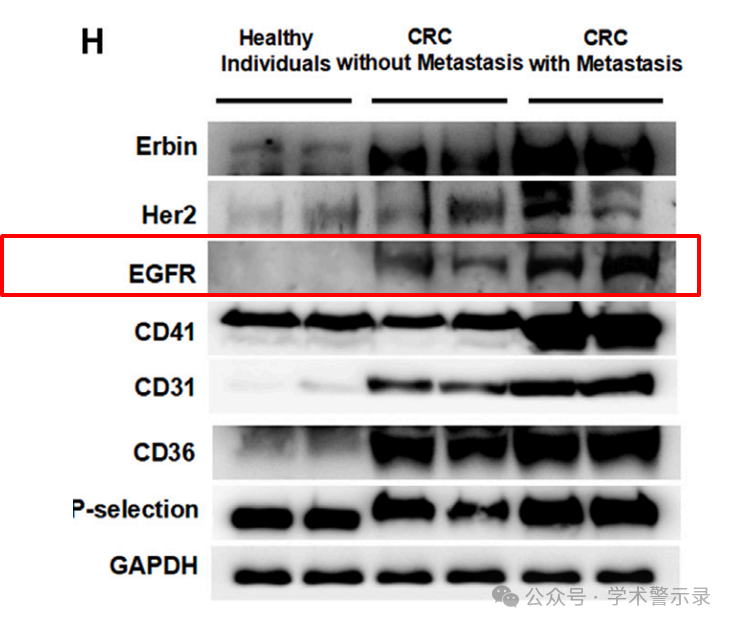 H
Healthy Individuals
CRC without Metastasis
CRC with Metastasis
Erbin
Her2
EGFR
CD41
CD31
CD36
P-selection
GAPDH
公众号 · 学术警示录